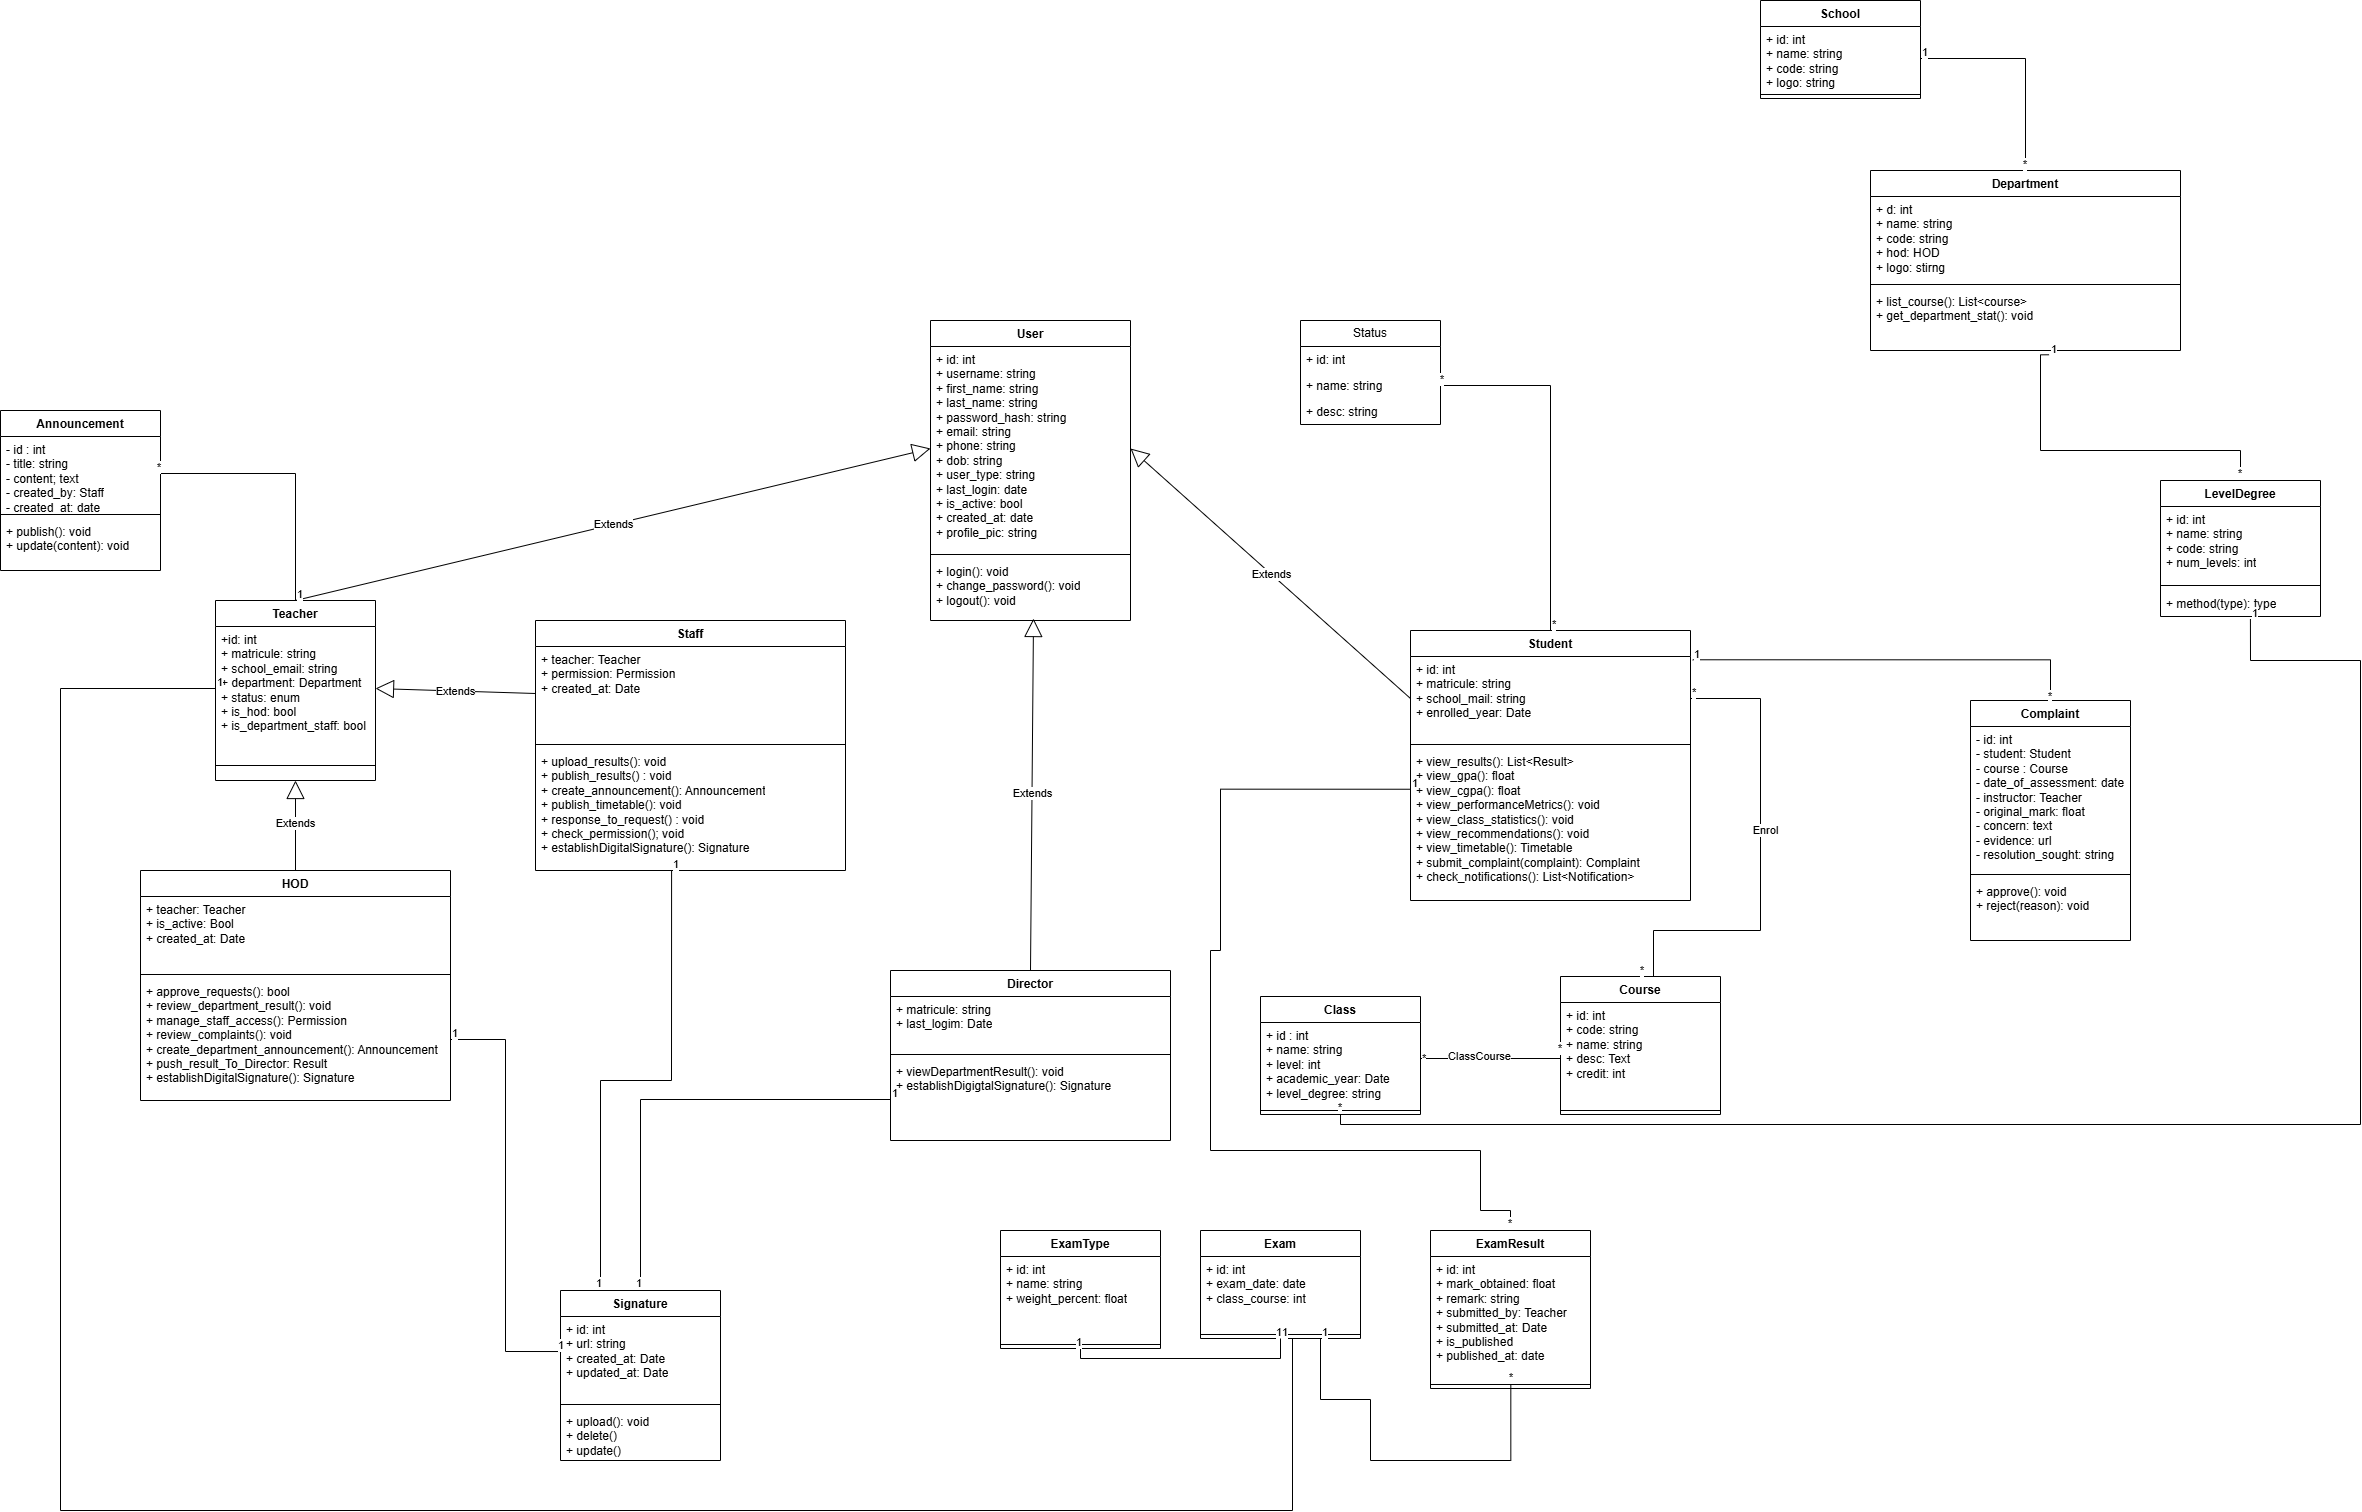 School
+ id: int
+ name: string
+ code: string
+ logo: string
1
*
Department
+ d: int
+ name: string
+ code: string
+ hod: HOD
+ logo: stirng
+ list_course(): List<course>
+ get_department_stat(): void
1
*
LevelDegree
+ id: int
+ name: string
+ code: string
+ num_levels: int
+ method(type): type
1
User
+ id: int
+ username: string
+ first_name: string
+ last_name: string
+ password_hash: string
+ email: string
+ phone: string
+ dob: string
+ user_type: string
+ last_login: date
+ is_active: bool
+ created_at: date
+ profile_pic: string
+ login(): void
+ change_password(): void
+ logout(): void
Status
+ id: int
+ name: string
+ desc: string
*
*
Announcement
- id : int
- title: string
- content; text
- created_by: Staff
- created_at: date
+ publish(): void
+ update(content): void
*
1
Extends
Extends
Teacher
+id: int
+ matricule: string
+ school_email: string
1
+ department: Department
+ status: enum
+ is_hod: bool
+ is_department_staff: bool
Extends
Staff
+ teacher: Teacher
+ permission: Permission
+ created_at: Date
+ upload_results(): void
+ publish_results() : void
+ create_announcement(): Announcement
+ publish_timetable(): void
+ response_to_request() : void
+ check_permission(); void
+ establishDigitalSignature(): Signature
1
Extends
Extends
Student
+ id: int
+ matricule: string
+ school_mail: string
+ enrolled_year: Date
+ view_results(): List<Result>
+ view_gpa(): float
+ view_cgpa(): float
+ view_performanceMetrics(): void
+ view_class_statistics(): void
+ view_recommendations(): void
+ view_timetable(): Timetable
+ submit_complaint(complaint): Complaint
+ check_notifications(): List<Notification>
1
1
*
*
Enrol
Complaint
- id: int
- student: Student
- course : Course
- date_of_assessment: date
- instructor: Teacher
- original_mark: float
- concern: text
- evidence: url
- resolution_sought: string
+ approve(): void
+ reject(reason): void
HOD
+ teacher: Teacher
+ is_active: Bool
+ created_at: Date
+ approve_requests(): bool
+ review_department_result(): void
+ manage_staff_access(): Permission
+ review_complaints(): void
+ create_department_announcement(): Announcement
+ push_result_To_Director: Result
+ establishDigitalSignature(): Signature
1
Director
+ matricule: string
+ last_logim: Date
+ viewDepartmentResult(): void
+ establishDigigtalSignature(): Signature
1
Class
+ id : int
+ name: string
+ level: int
+ academic_year: Date
+ level_degree: string
*
*
ClassCourse
*
*
Course
+ id: int
+ code: string
+ name: string
+ desc: Text
+ credit: int
1
1
1
Signature
+ id: int
+ url: string
+ created_at: Date
+ updated_at: Date
+ upload(): void
+ delete()
+ update()
ExamType
+ id: int
+ name: string
+ weight_percent: float
1
Exam
+ id: int
+ exam_date: date
+ class_course: int
1
1
1
*
ExamResult
+ id: int
+ mark_obtained: float
+ remark: string
+ submitted_by: Teacher
+ submitted_at: Date
+ is_published
+ published_at: date
*